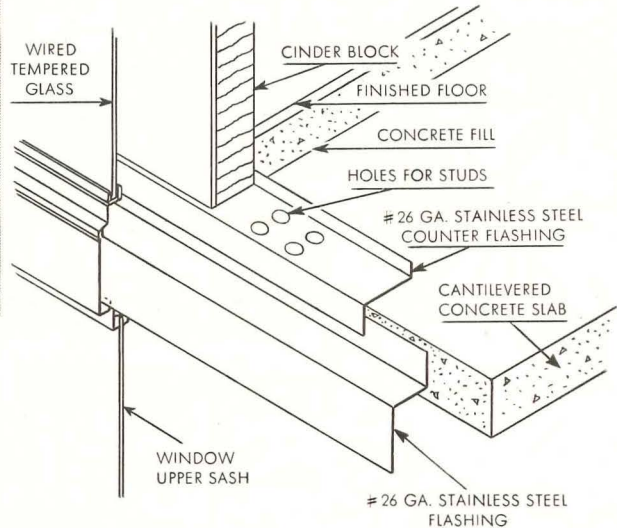 WIRED
TEMPERED
GLASS
CINDER BLOCK
FINISHED FLOOR
CONCRETE FILL
HOLES FOR STUDS
#26 GA. STAINLESS STEEL
COUNTER FLASHING
CANTILEVERED
CONCRETE SLAB
WINDOW
UPPER SASH
#26 GA. STAINLESS STEEL
FLASHING